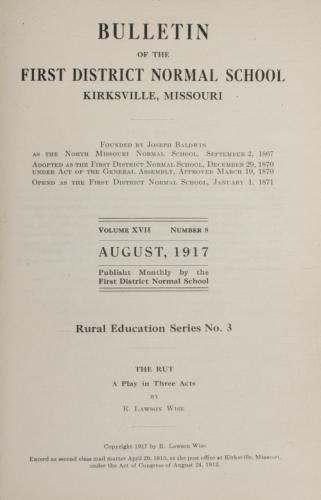 BULLETIN
OF THE
FIRST DISTRICT NORMAL SCHOOL
KIRKSVILLE, MISSOURI
FOUNDED BY JOSEPH BALDWIN
AS THE NORTH MISSOURI NORMAL SCHOOL, SEPTEMBER 2, 1867
ADOPTED AS THE FIRST DISTRICT NORMAL SCHOOL, DECEMBER 29, 1870
UNDER ACT OF THE GENERAL ASSEMBLY, APPROVED MARCH 19, 1870
OPEND AS THE FIRST DISTRICT NORMAL SCHOOL, JANUARY 1, 1871
VOLUME XVII NUMBER 8
AUGUST, 1917
Publisht Monthly by the
First District Normal School
Rural Education Series No. 3
THE RUT
A Play in Three Acts
BY
R. LAWSON WISE
Copyright 1917 by R. Lawson Wise
Enterd as second class mail matter April 29, 1915, at the post office at Kirksville, Missouri,
under the Act of Congress of August 24, 1912.